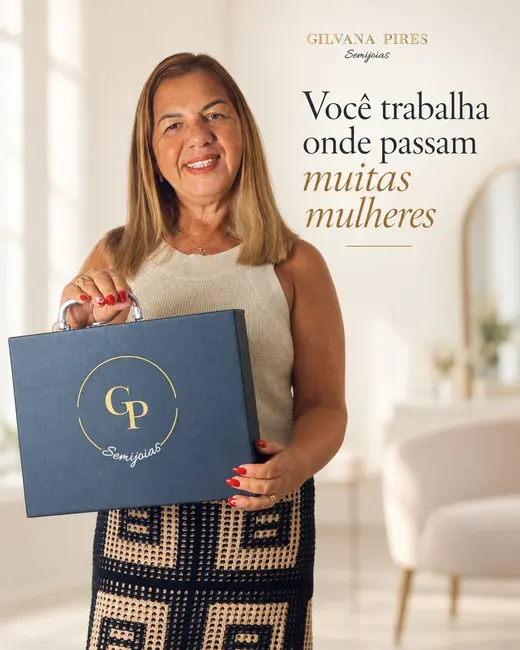 GILVANA PIRES
Semijoias
Você trabalha
onde passam
muitas
mulheres
GP
Semijoias